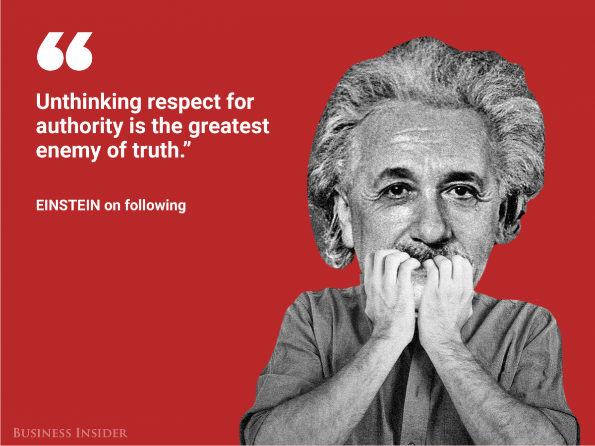 “
Unthinking respect for
authority is the greatest
enemy of truth.”
EINSTEIN on following
BUSINESS INSIDER